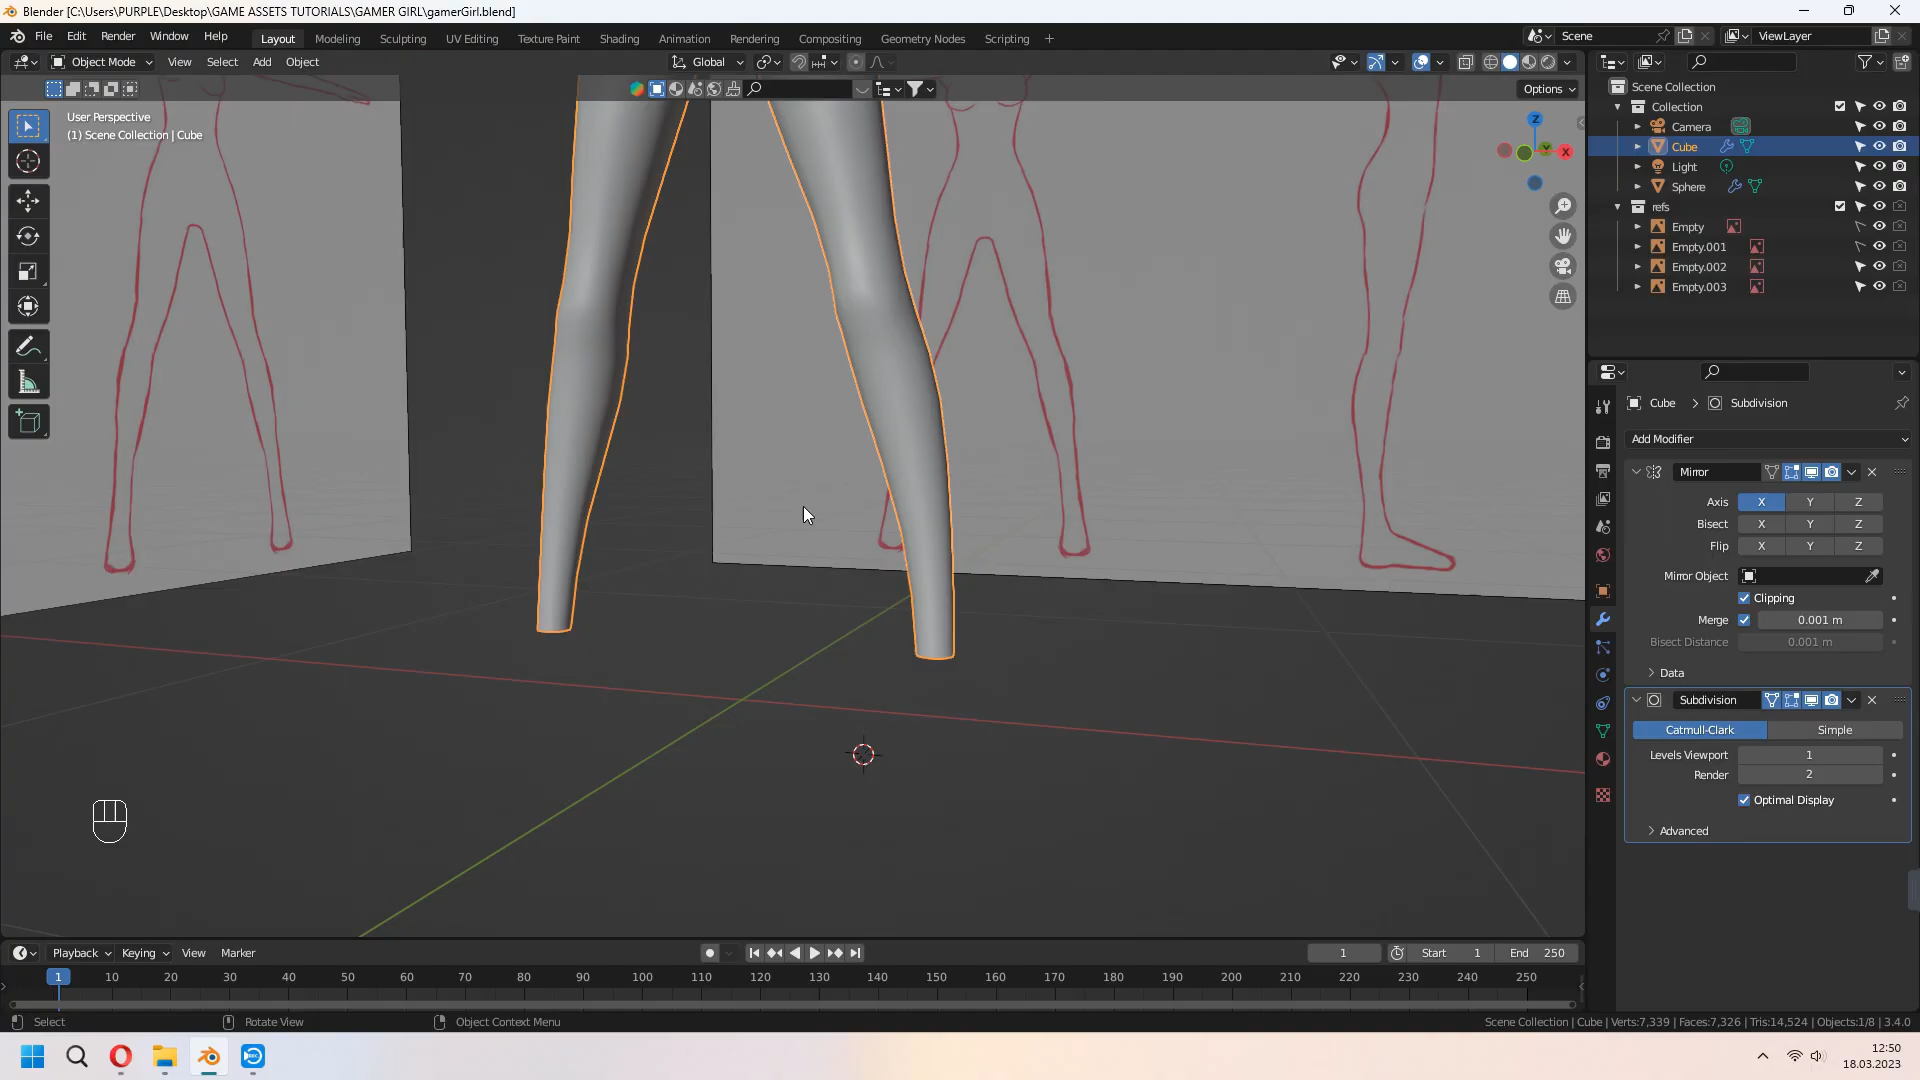 Blender [C:\Users\PURPLE\Desktop\GAME ASSETS TUTORIALS\GAMER GIRL\gamerGirl.blend]
File Edit Render Window Help Layout Modeling Sculpting UV Editing Texture Paint Shading Animation Rendering Compositing Geometry Nodes Scripting + Scene ViewLayer
Object Mode View Select Add Object Global
Options
User Perspective
(1) Scene Collection | Cube
Z
Y
X
Scene Collection
Collection
Camera
Cube
Light
Sphere
refs
Empty
Empty.001
Empty.002
Empty.003
Cube > Subdivision
Add Modifier
Mirror
Axis X Y Z
Bisect X Y Z
Flip X Y Z
Mirror Object
Clipping
Merge 0.001 m
Bisect Distance 0.001 m
Data
Subdivision
Catmull-Clark Simple
Levels Viewport 1
Render 2
Optimal Display
Advanced
Playback Keying View Marker 1 Start 1 End 250
1 10 20 30 40 50 60 70 80 90 100 110 120 130 140 150 160 170 180 190 200 210 220 230 240 250
Select Rotate View Object Context Menu Scene Collection | Cube | Verts:7,339 | Faces:7,326 | Tris:14,524 | Objects:1/8 | 3.4.0
12:50
18.03.2023